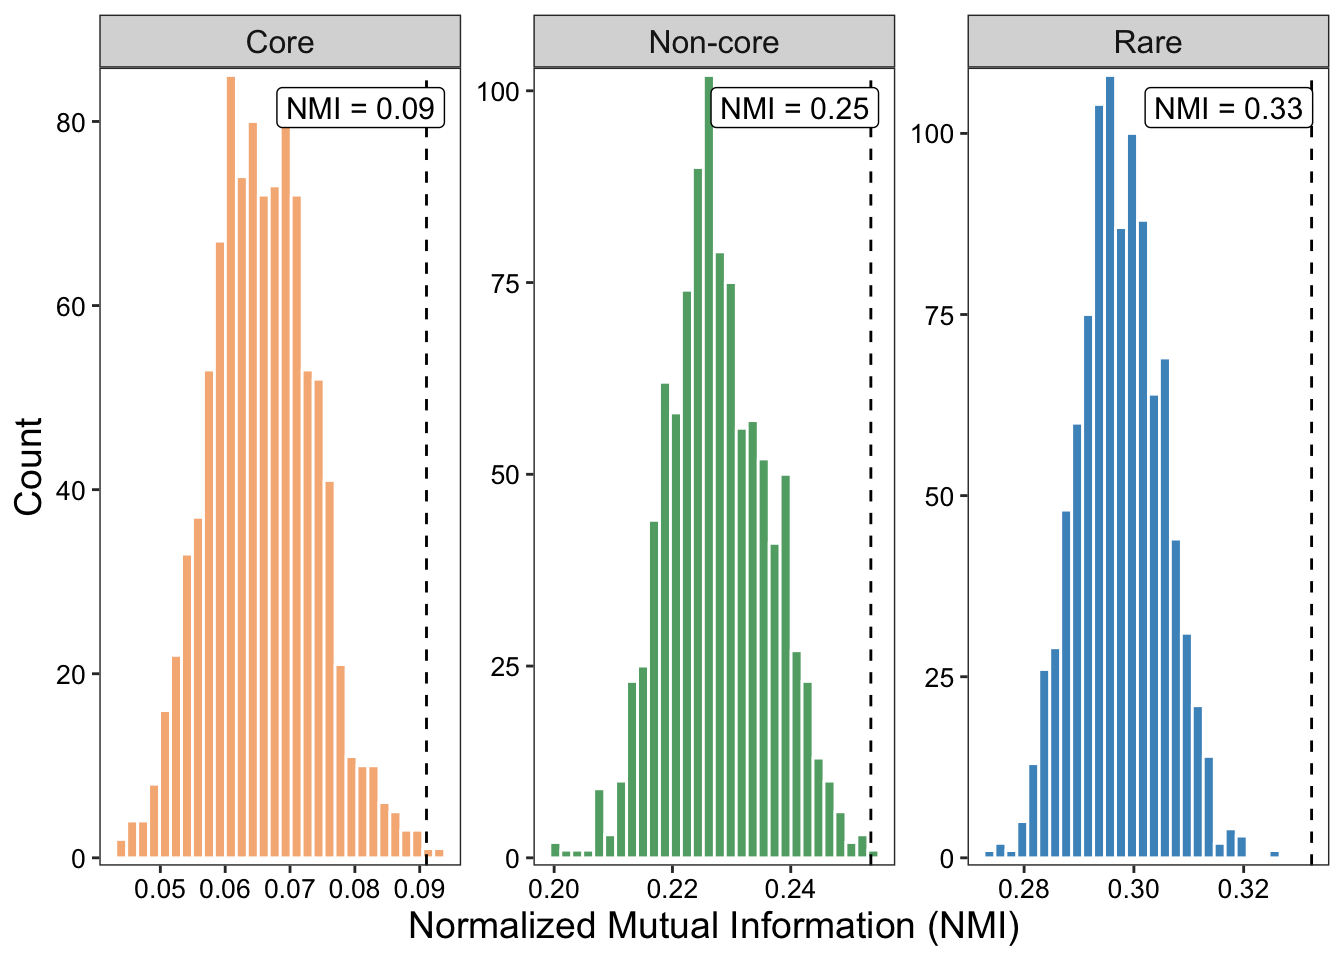 Core
Non-core
Rare
NMI = 0.09
NMI = 0.25
NMI = 0.33
Count
80
60
40
20
0
100
75
50
25
0
100
75
50
25
0
0.05 0.06 0.07 0.08 0.09
0.20 0.22 0.24
0.28 0.30 0.32
Normalized Mutual Information (NMI)